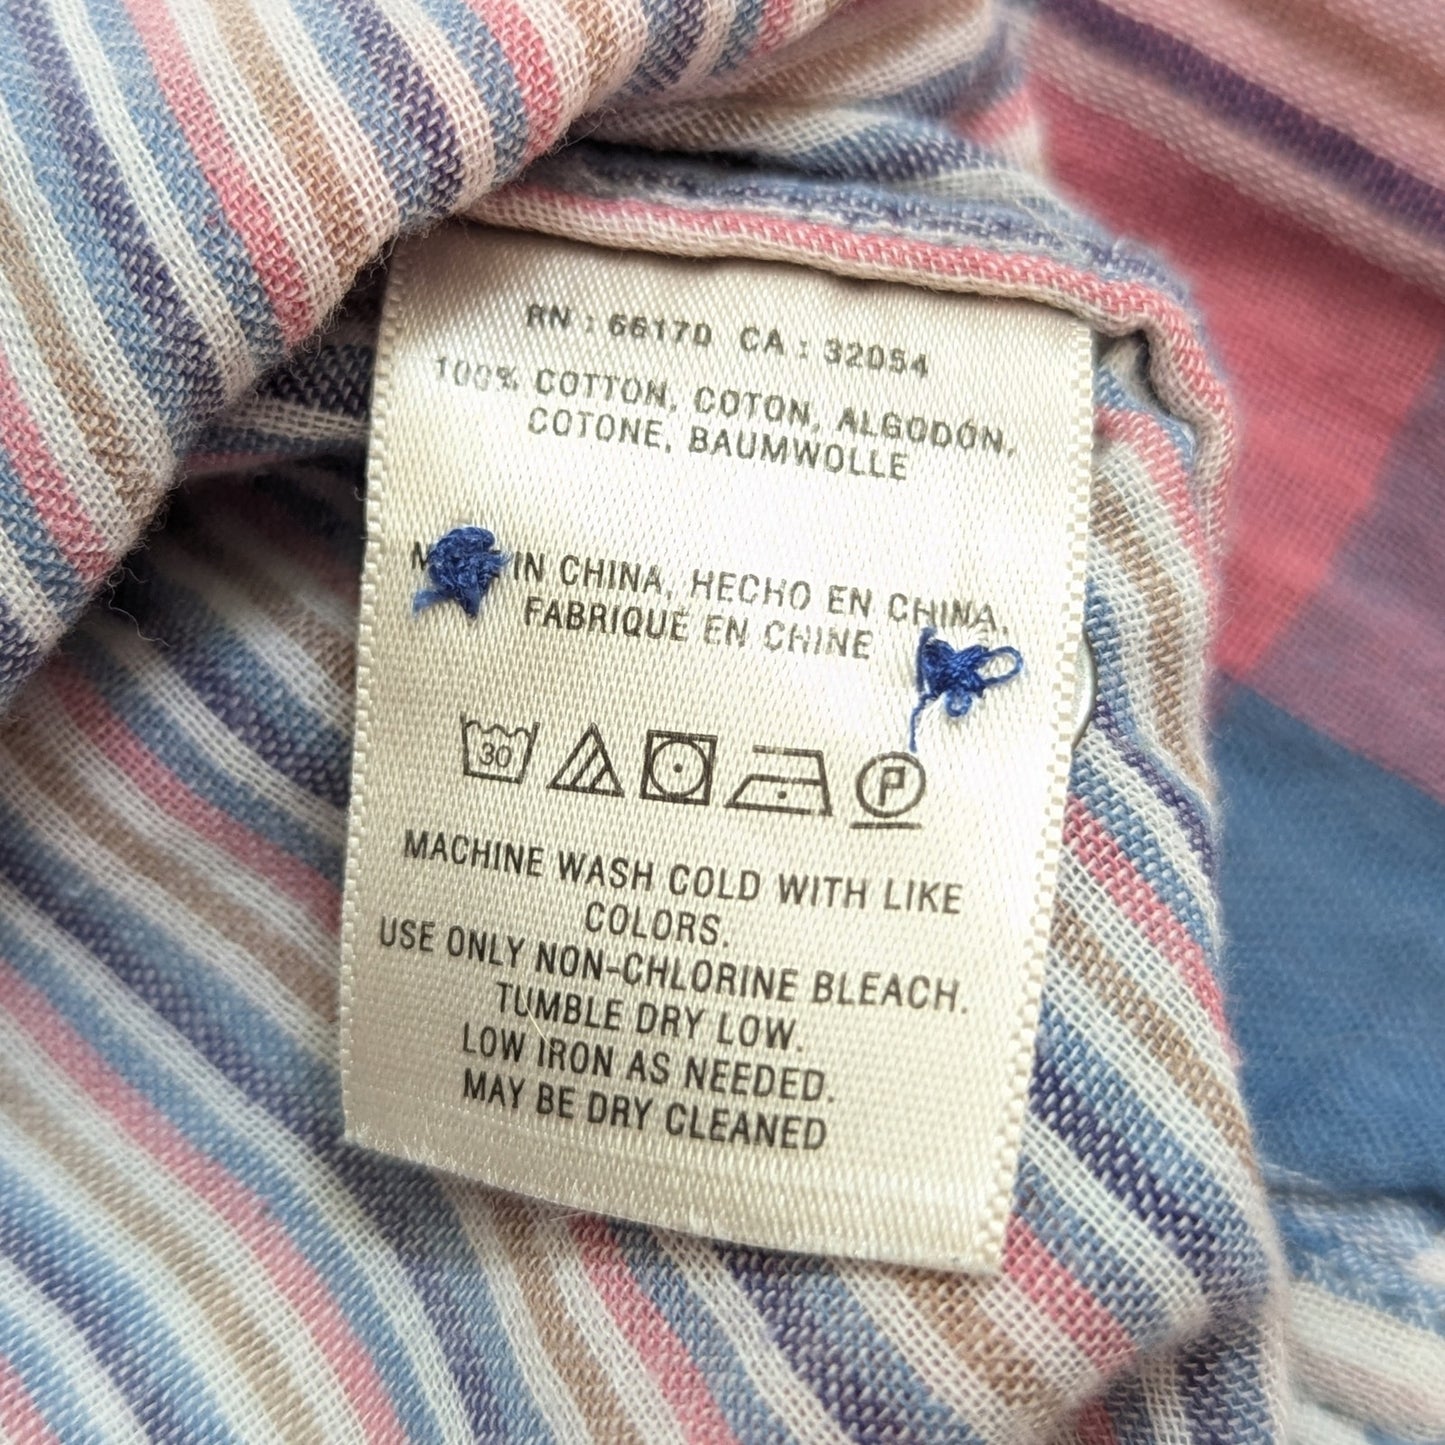 RN : 66170 CA : 32054
100% COTTON, COTON, ALGODÓN,
COTONE, BAUMWOLLE
IN CHINA, HECHO EN CHINA,
FABRIQUÉ EN CHINE
30 P
MACHINE WASH COLD WITH LIKE
COLORS.
USE ONLY NON-CHLORINE BLEACH.
TUMBLE DRY LOW.
LOW IRON AS NEEDED.
MAY BE DRY CLEANED